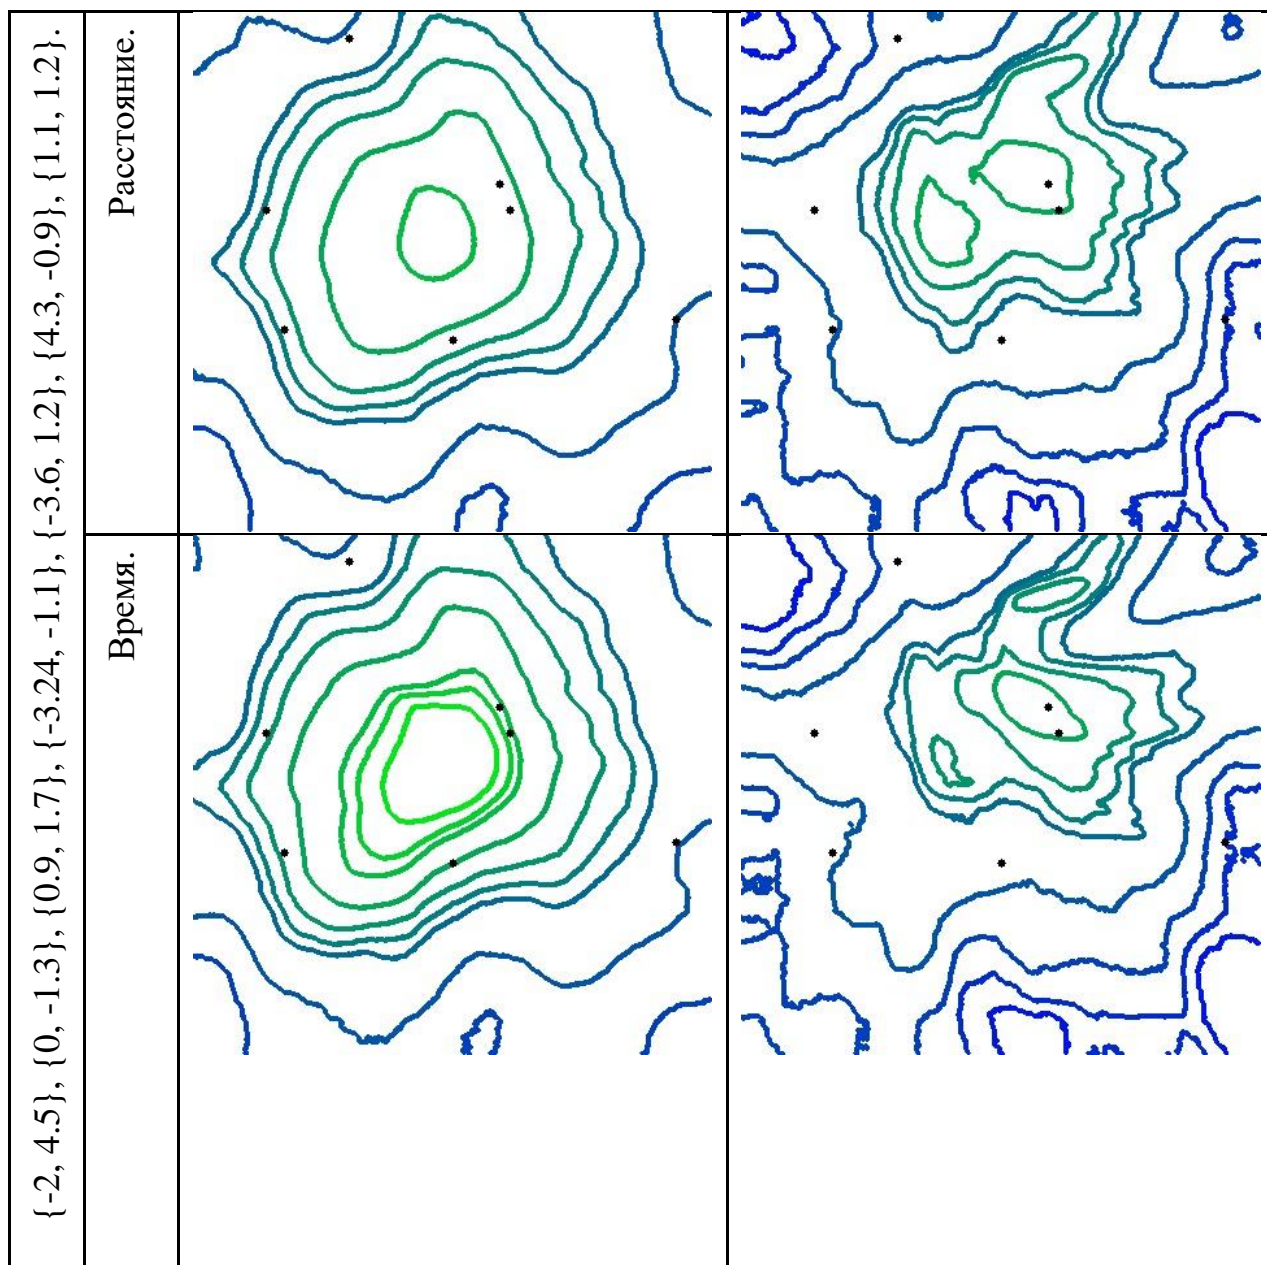 {-2, 4.5}, {0, -1.3}, {0.9, 1.7}, {-3.24, -1.1}, {-3.6, 1.2}, {4.3, -0.9}, {1.1, 1.2}.
Расстояние.
Время.